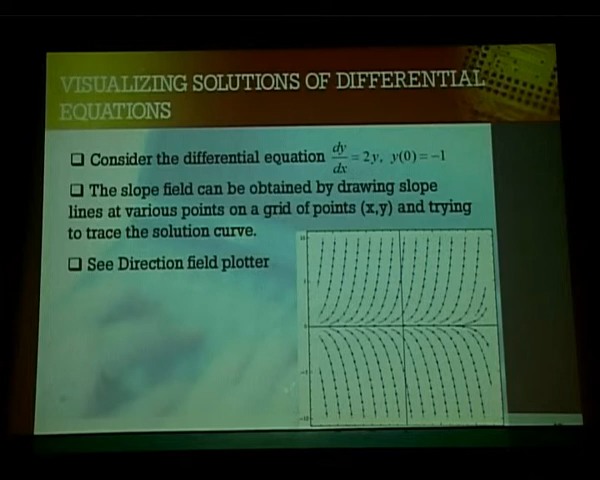 VISUALIZING SOLUTIONS OF DIFFERENTIAL
EQUATIONS
❑ Consider the differential equation dy/dx = 2y, y(0) = −1
❑ The slope field can be obtained by drawing slope
lines at various points on a grid of points (x,y) and trying
to trace the solution curve.
❑ See Direction field plotter